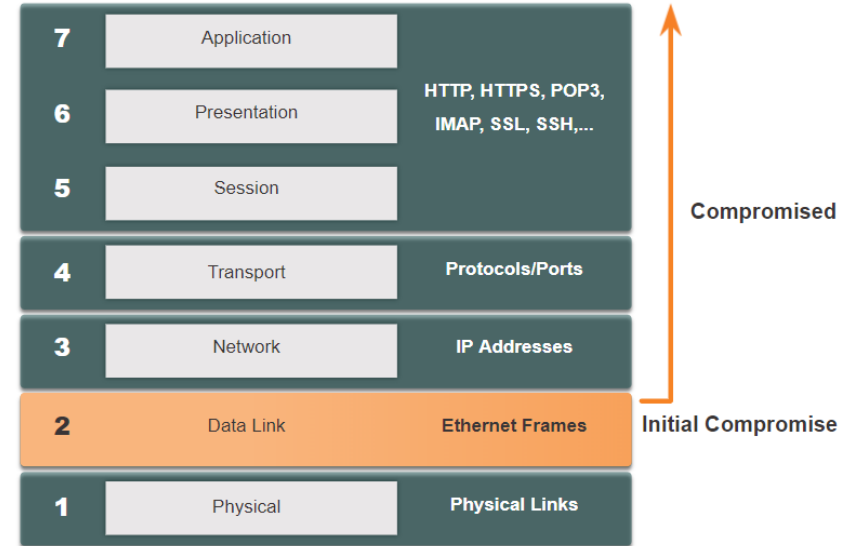 7 Application
HTTP, HTTPS, POP3,
6 Presentation
IMAP, SSL, SSH,...
5 Session
Compromised
4 Transport Protocols/Ports
3 Network IP Addresses
2 Data Link Ethernet Frames Initial Compromise
1 Physical Physical Links